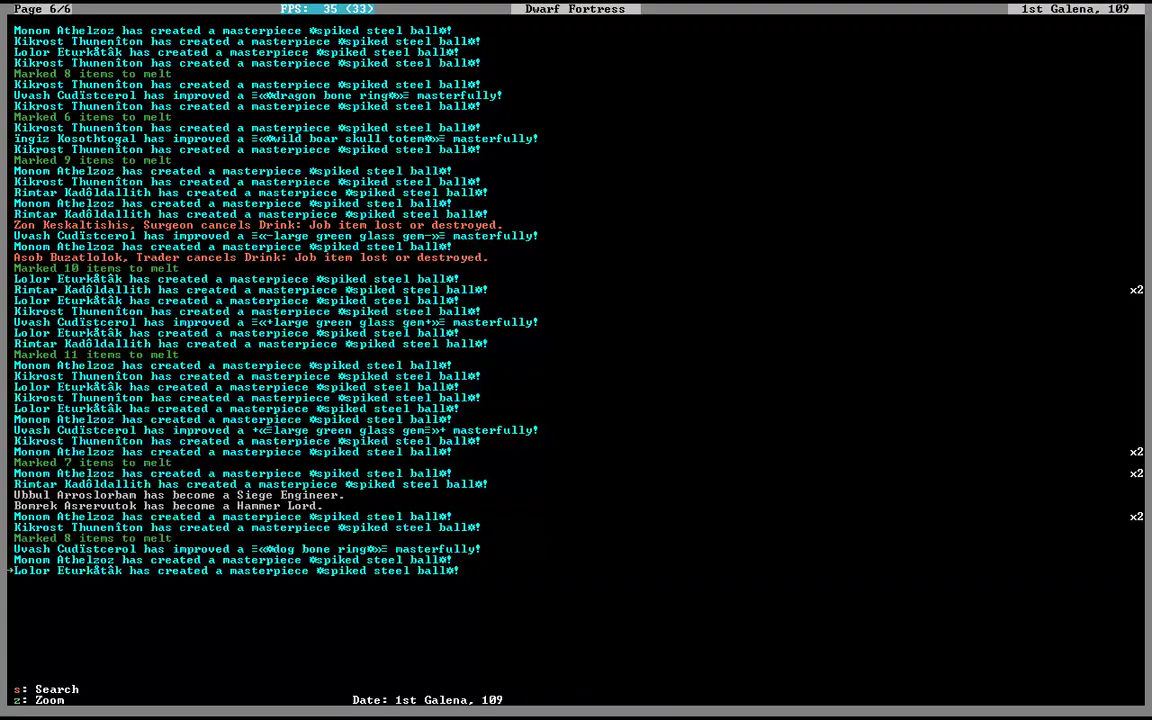 Page 6/6 FPS: 35 (33) Dwarf Fortress 1st Galena, 109
Monom Athelzoz has created a masterpiece ☼spiked steel ball☼!
Kikrost Thunenîton has created a masterpiece ☼spiked steel ball☼!
Lolor Eturkåtâk has created a masterpiece ☼spiked steel ball☼!
Kikrost Thunenîton has created a masterpiece ☼spiked steel ball☼!
Marked 8 items to melt
Kikrost Thunenîton has created a masterpiece ☼spiked steel ball☼!
Uvash Cudïstcerol has improved a ≡«☼dragon bone ring☼»≡ masterfully!
Kikrost Thunenîton has created a masterpiece ☼spiked steel ball☼!
Marked 6 items to melt
Kikrost Thunenîton has created a masterpiece ☼spiked steel ball☼!
ïngiz Kosothtogal has improved a ≡«☼wild boar skull totem☼»≡ masterfully!
Kikrost Thunenîton has created a masterpiece ☼spiked steel ball☼!
Marked 9 items to melt
Monom Athelzoz has created a masterpiece ☼spiked steel ball☼!
Kikrost Thunenîton has created a masterpiece ☼spiked steel ball☼!
Rimtar Kadôldallith has created a masterpiece ☼spiked steel ball☼!
Monom Athelzoz has created a masterpiece ☼spiked steel ball☼!
Rimtar Kadôldallith has created a masterpiece ☼spiked steel ball☼!
Zon Keskaltishis, Surgeon cancels Drink: Job item lost or destroyed.
Uvash Cudïstcerol has improved a ≡«-large green glass gem-»≡ masterfully!
Monom Athelzoz has created a masterpiece ☼spiked steel ball☼!
Asob Buzatlolok, Trader cancels Drink: Job item lost or destroyed.
Marked 10 items to melt
Lolor Eturkåtâk has created a masterpiece ☼spiked steel ball☼!
Rimtar Kadôldallith has created a masterpiece ☼spiked steel ball☼! x2
Lolor Eturkåtâk has created a masterpiece ☼spiked steel ball☼!
Kikrost Thunenîton has created a masterpiece ☼spiked steel ball☼!
Uvash Cudïstcerol has improved a ≡«+large green glass gem+»≡ masterfully!
Lolor Eturkåtâk has created a masterpiece ☼spiked steel ball☼!
Rimtar Kadôldallith has created a masterpiece ☼spiked steel ball☼!
Marked 11 items to melt
Monom Athelzoz has created a masterpiece ☼spiked steel ball☼!
Kikrost Thunenîton has created a masterpiece ☼spiked steel ball☼!
Lolor Eturkåtâk has created a masterpiece ☼spiked steel ball☼!
Kikrost Thunenîton has created a masterpiece ☼spiked steel ball☼!
Lolor Eturkåtâk has created a masterpiece ☼spiked steel ball☼!
Monom Athelzoz has created a masterpiece ☼spiked steel ball☼!
Uvash Cudïstcerol has improved a +«≡large green glass gem≡»+ masterfully!
Kikrost Thunenîton has created a masterpiece ☼spiked steel ball☼!
Monom Athelzoz has created a masterpiece ☼spiked steel ball☼! x2
Marked 7 items to melt
Monom Athelzoz has created a masterpiece ☼spiked steel ball☼! x2
Rimtar Kadôldallith has created a masterpiece ☼spiked steel ball☼!
Ubbul Arroslorbam has become a Siege Engineer.
Bomrek Asrervutok has become a Hammer Lord.
Monom Athelzoz has created a masterpiece ☼spiked steel ball☼! x2
Kikrost Thunenîton has created a masterpiece ☼spiked steel ball☼!
Marked 8 items to melt
Uvash Cudïstcerol has improved a ≡«☼dog bone ring☼»≡ masterfully!
Monom Athelzoz has created a masterpiece ☼spiked steel ball☼!
→Lolor Eturkåtâk has created a masterpiece ☼spiked steel ball☼!
s: Search
z: Zoom Date: 1st Galena, 109